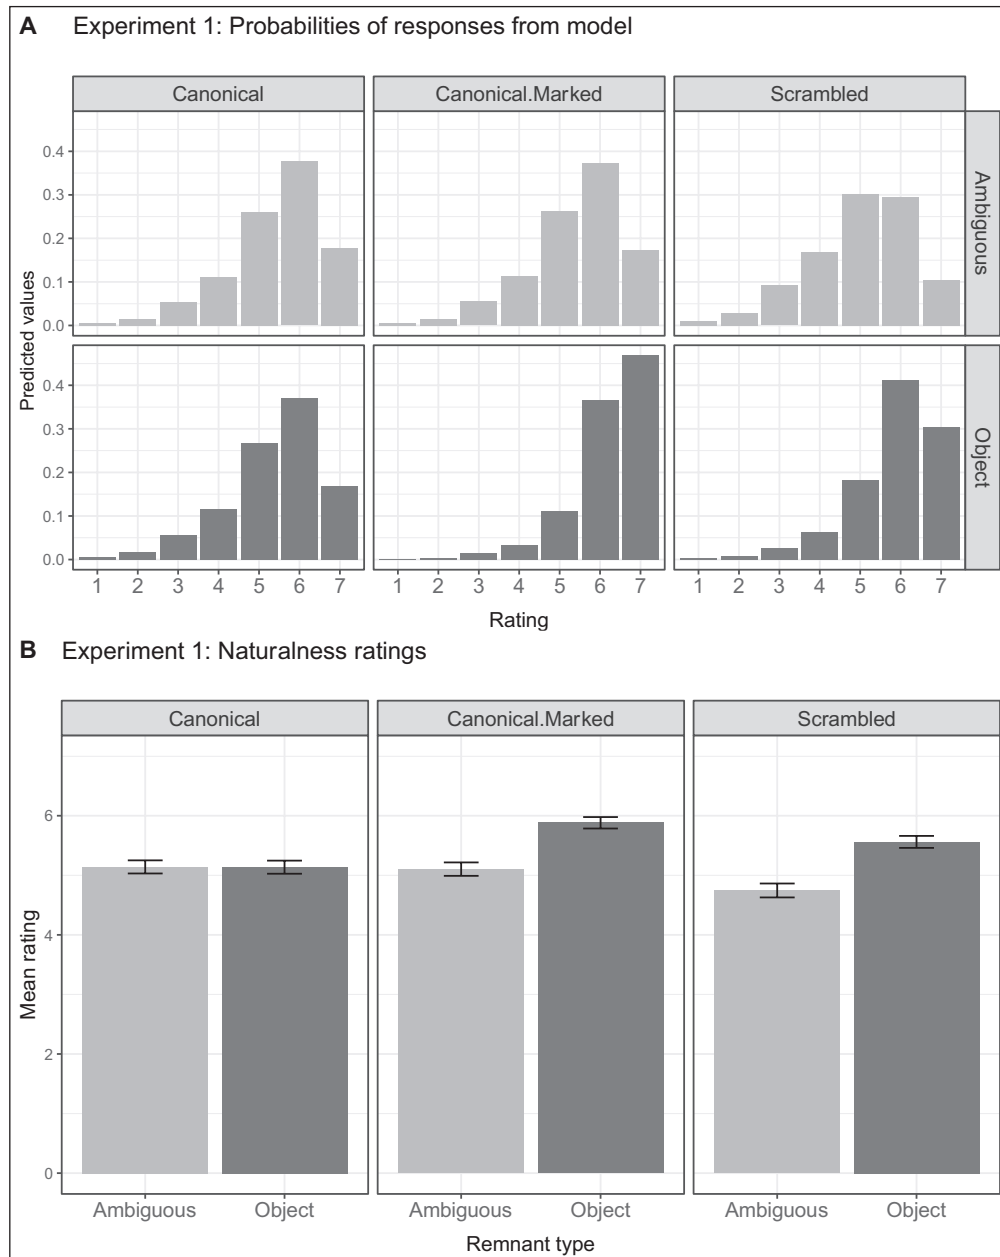 A Experiment 1: Probabilities of responses from model
Canonical Canonical.Marked Scrambled
Predicted values
0.4
0.3
0.2
0.1
0.0
Ambiguous
0.4
0.3
0.2
0.1
0.0
Object
1 2 3 4 5 6 7 1 2 3 4 5 6 7 1 2 3 4 5 6 7
Rating
B Experiment 1: Naturalness ratings
Canonical Canonical.Marked Scrambled
Mean rating
6
4
2
0
Ambiguous Object Ambiguous Object Ambiguous Object
Remnant type